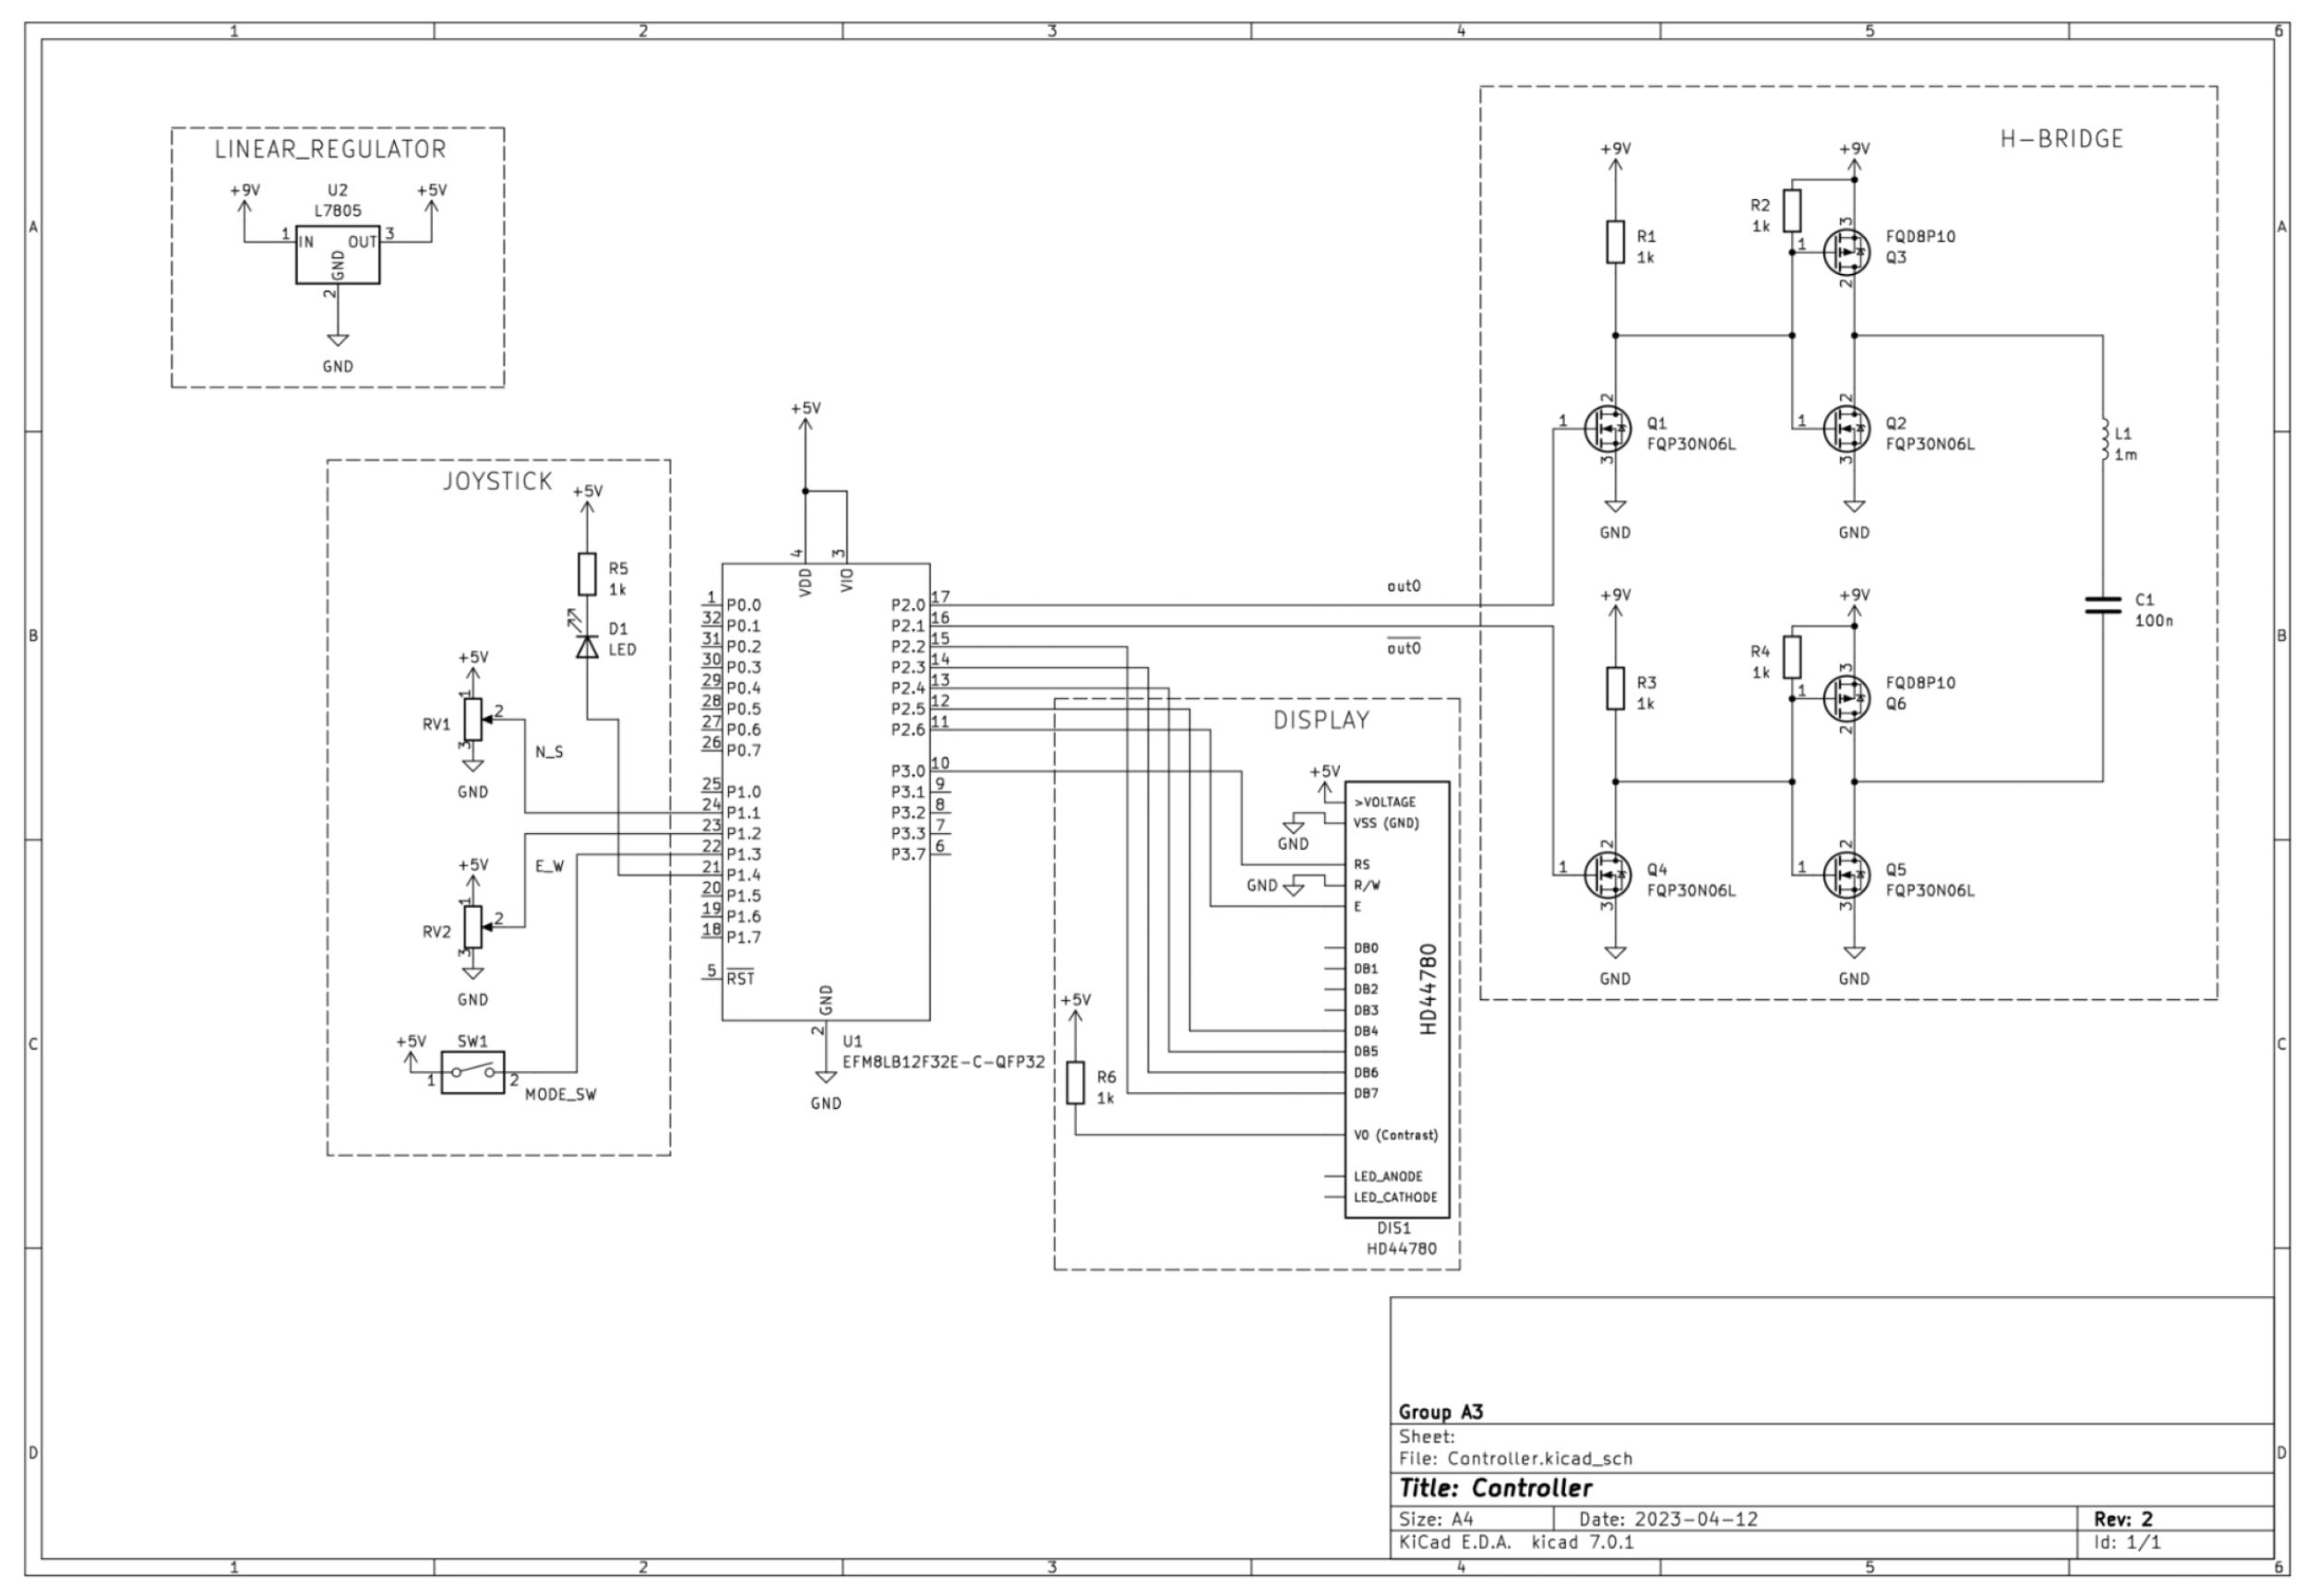 1 2 3 4 5 6
A
B
C
D
A
B
C
D
1 2 3 4 5 6
LINEAR_REGULATOR
+9V
U2
L7805
+5V
1
IN
OUT
3
GND
2
GND
JOYSTICK
+5V
R5
1k
D1
LED
+5V
1
RV1
2
3
GND
N_S
+5V
1
RV2
2
3
GND
E_W
+5V
SW1
1
2
MODE_SW
+5V
4
3
VDD
VIO
1 P0.0
32 P0.1
31 P0.2
30 P0.3
29 P0.4
28 P0.5
27 P0.6
26 P0.7
25 P1.0
24 P1.1
23 P1.2
22 P1.3
21 P1.4
20 P1.5
19 P1.6
18 P1.7
5 RST
P2.0 17
P2.1 16
P2.2 15
P2.3 14
P2.4 13
P2.5 12
P2.6 11
P3.0 10
P3.1 9
P3.2 8
P3.3 7
P3.7 6
GND
2
GND
U1
EFM8LB12F32E-C-QFP32
out0
out0
DISPLAY
+5V
>VOLTAGE
VSS (GND)
GND
RS
GND
R/W
E
DB0
DB1
DB2
DB3
DB4
DB5
DB6
DB7
V0 (Contrast)
LED_ANODE
LED_CATHODE
HD44780
DIS1
HD44780
+5V
R6
1k
H-BRIDGE
+9V
R1
1k
+9V
R2
1k
3
1
2
FQD8P10
Q3
2
1
3
Q1
FQP30N06L
GND
2
1
3
Q2
FQP30N06L
GND
L1
1m
C1
100n
+9V
R3
1k
+9V
R4
1k
3
1
2
FQD8P10
Q6
2
1
3
Q4
FQP30N06L
GND
2
1
3
Q5
FQP30N06L
GND
Group A3
Sheet:
File: Controller.kicad_sch
Title: Controller
Size: A4 Date: 2023-04-12 Rev: 2
KiCad E.D.A. kicad 7.0.1 Id: 1/1